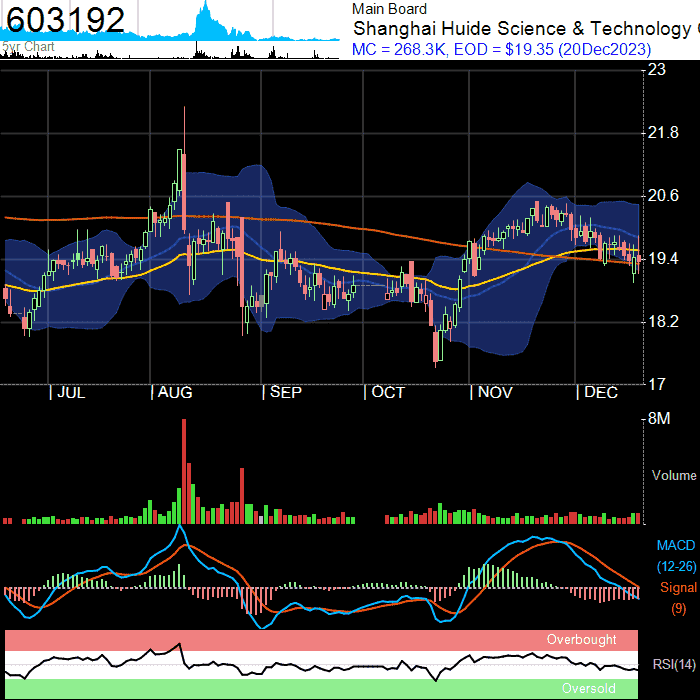 603192
5yr Chart
Main Board
Shanghai Huide Science & Technology
MC = 268.3K, EOD = $19.35 (20Dec2023)
23
21.8
20.6
19.4
18.2
17
| JUL | AUG | SEP | OCT | NOV | DEC
8M
Volume
MACD
(12-26)
Signal
(9)
Overbought
RSI(14)
Oversold